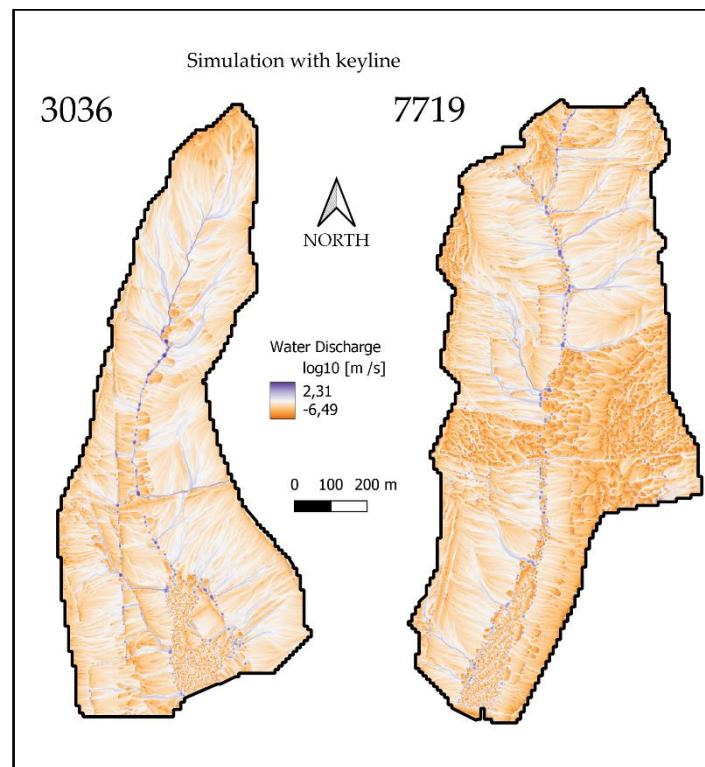 Simulation with keyline
3036
7719
NORTH
Water Discharge
log10 [m /s]
2,31
-6,49
0 100 200 m